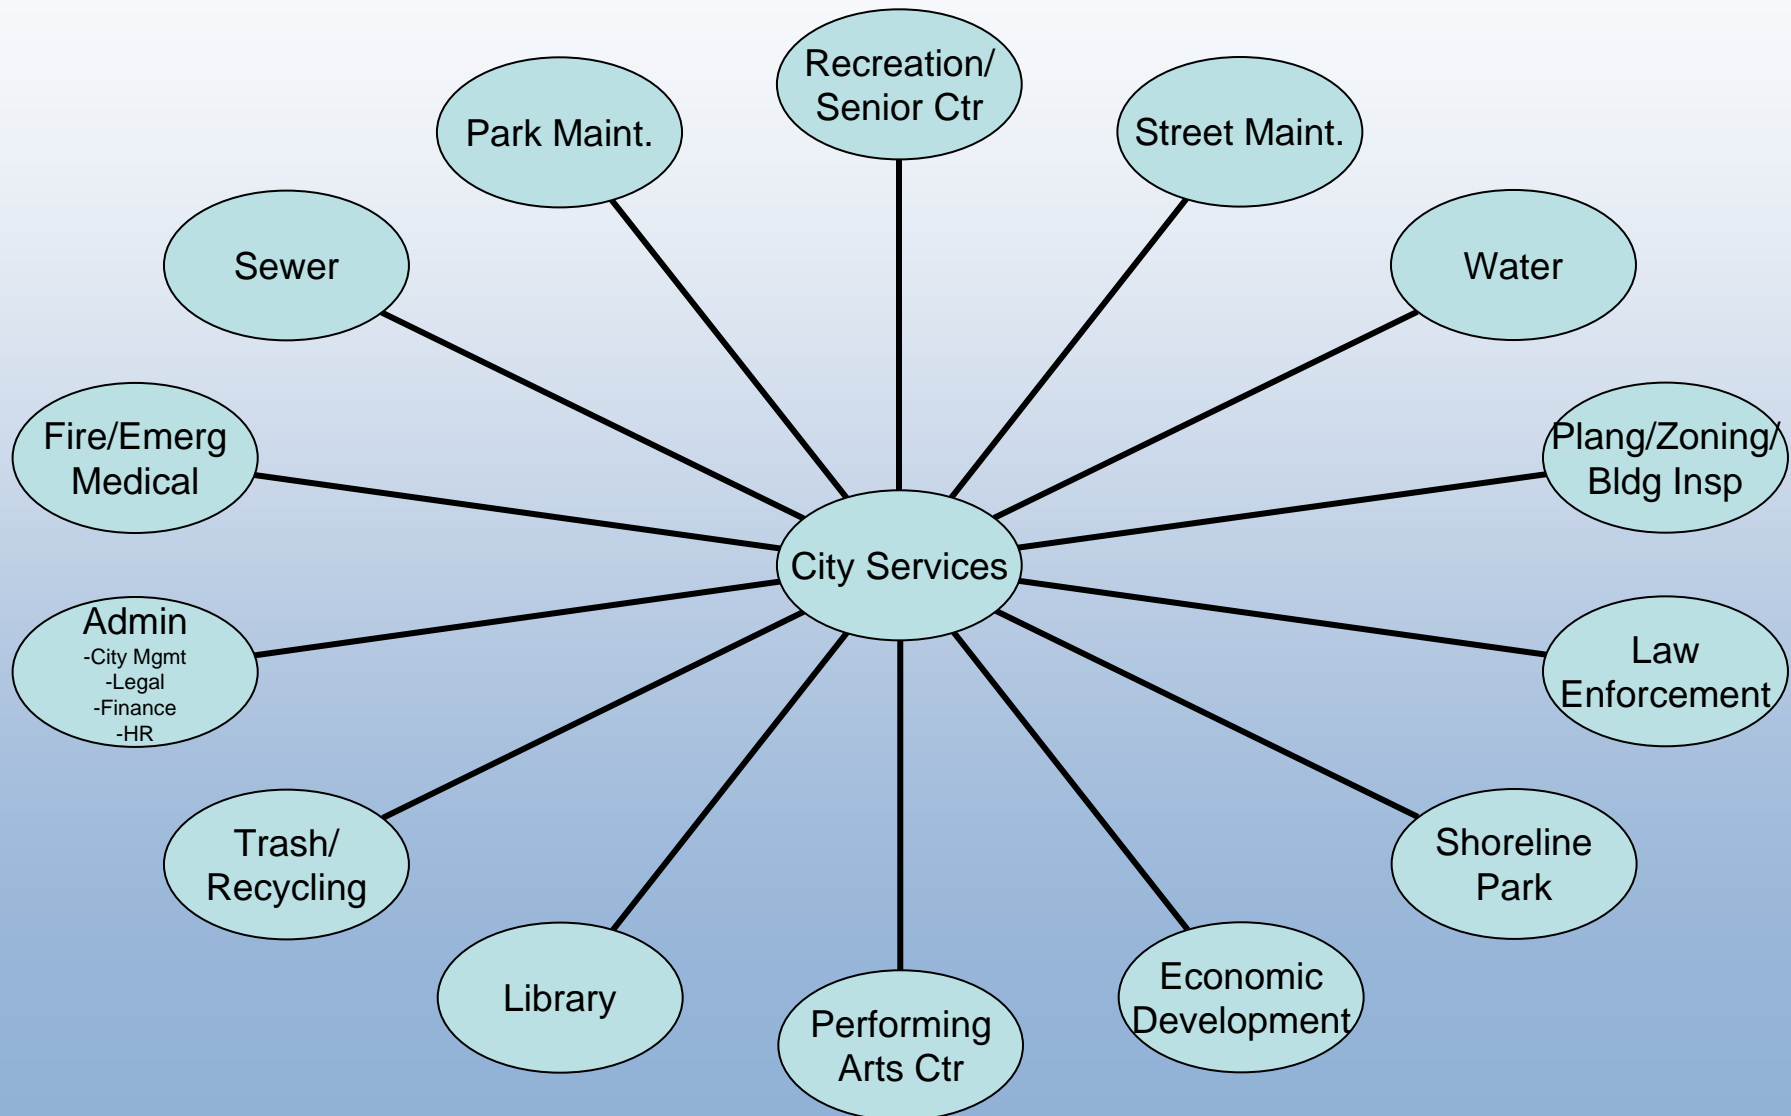 Recreation/
Senior Ctr
Park Maint.
Street Maint.
Sewer
Water
Fire/Emerg
Medical
Plang/Zoning/
Bldg Insp
City Services
Admin
-City Mgmt
-Legal
-Finance
-HR
Law
Enforcement
Trash/
Recycling
Shoreline
Park
Library
Economic
Development
Performing
Arts Ctr